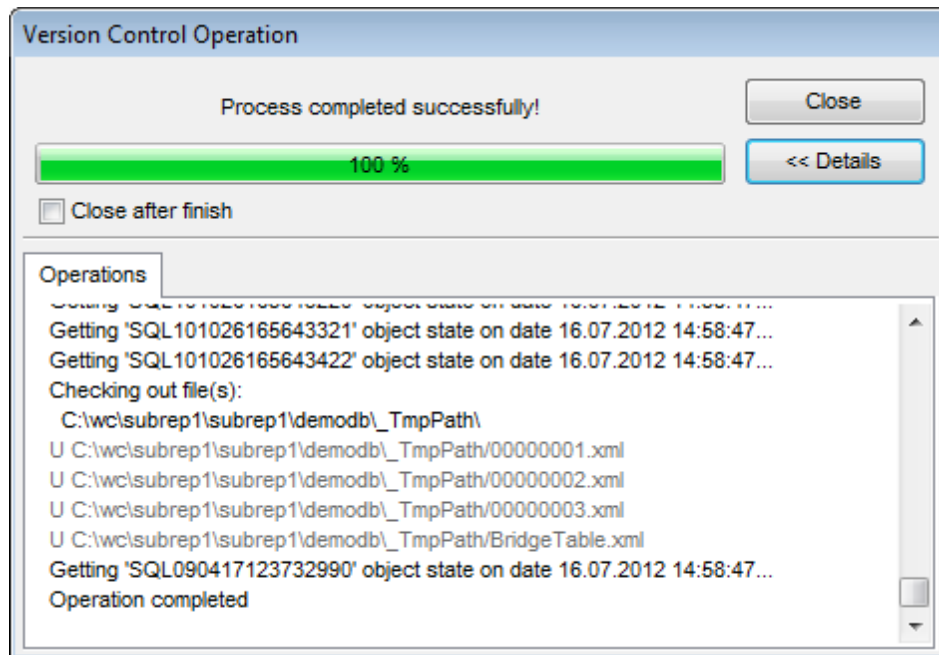 Version Control Operation
Process completed successfully!
Close
100 %
<< Details
Close after finish
Operations
Getting 'SQL101026165643321' object state on date 16.07.2012 14:58:47...
Getting 'SQL101026165643422' object state on date 16.07.2012 14:58:47...
Checking out file(s):
C:\wc\subrep1\subrep1\demodb\_TmpPath\
U C:\wc\subrep1\subrep1\demodb\_TmpPath/00000001.xml
U C:\wc\subrep1\subrep1\demodb\_TmpPath/00000002.xml
U C:\wc\subrep1\subrep1\demodb\_TmpPath/00000003.xml
U C:\wc\subrep1\subrep1\demodb\_TmpPath/BridgeTable.xml
Getting 'SQL090417123732990' object state on date 16.07.2012 14:58:47...
Operation completed